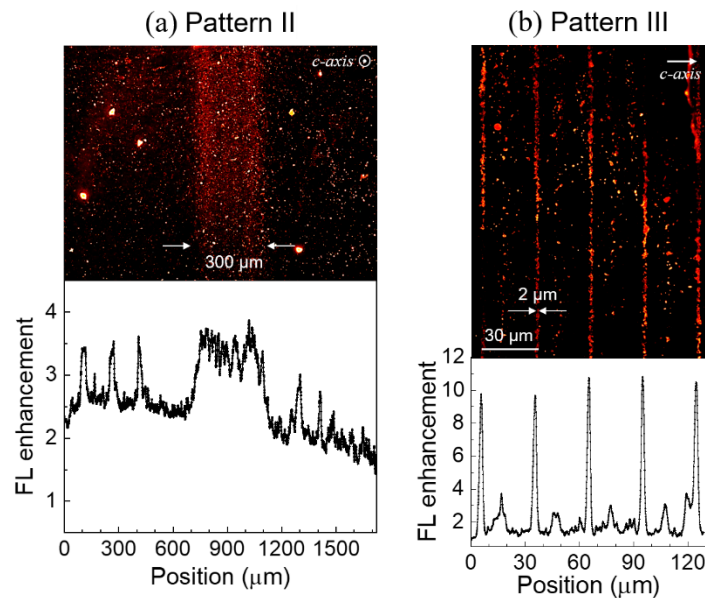 (a) Pattern II
c-axis
300 μm
FL enhancement
4
3
2
1
0 300 600 900 1200 1500
Position (μm)
(b) Pattern III
c-axis
2 μm
30 μm
FL enhancement
12
10
8
6
4
2
0 30 60 90 120
Position (μm)